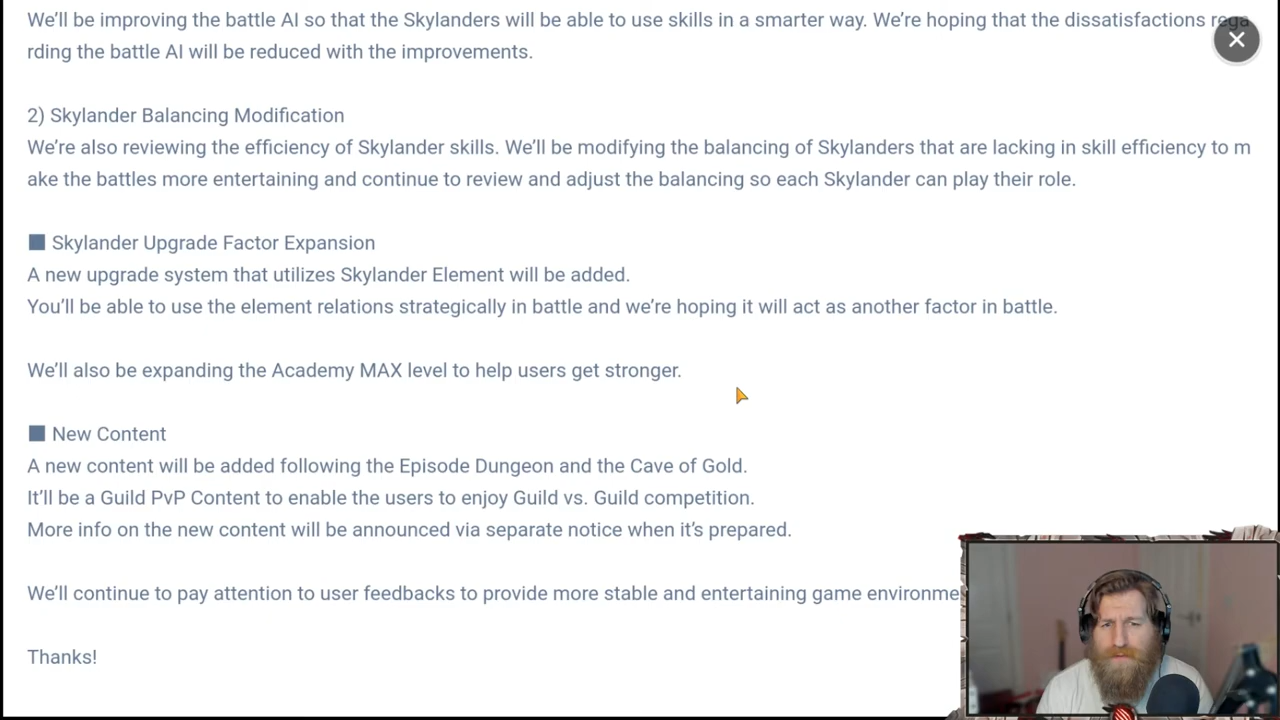 We'll be improving the battle AI so that the Skylanders will be able to use skills in a smarter way. We're hoping that the dissatisfactions rega
rding the battle AI will be reduced with the improvements.
2) Skylander Balancing Modification
We're also reviewing the efficiency of Skylander skills. We'll be modifying the balancing of Skylanders that are lacking in skill efficiency to m
ake the battles more entertaining and continue to review and adjust the balancing so each Skylander can play their role.
■ Skylander Upgrade Factor Expansion
A new upgrade system that utilizes Skylander Element will be added.
You'll be able to use the element relations strategically in battle and we're hoping it will act as another factor in battle.
We'll also be expanding the Academy MAX level to help users get stronger.
■ New Content
A new content will be added following the Episode Dungeon and the Cave of Gold.
It'll be a Guild PvP Content to enable the users to enjoy Guild vs. Guild competition.
More info on the new content will be announced via separate notice when it's prepared.
We'll continue to pay attention to user feedbacks to provide more stable and entertaining game environme
Thanks!